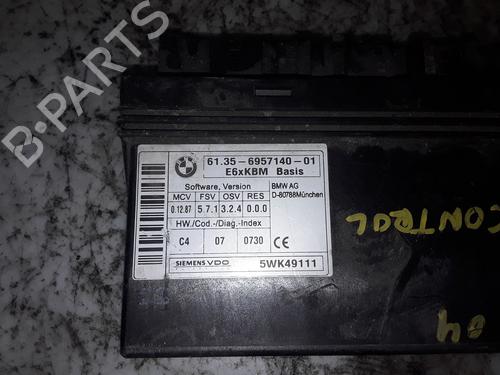 B-PARTS
BMW
61.35 - 6957140 - 01
E6xKBM Basis
Software, Version
BMW AG
D-80788München
MCV FSV OSV RES
0.12.87 5.7.1 3.2.4 0.0.0
HW./Cod.-/Diag.-Index
C4 07 0730 CE
SIEMENS VDO 5WK49111
CONTROL
04